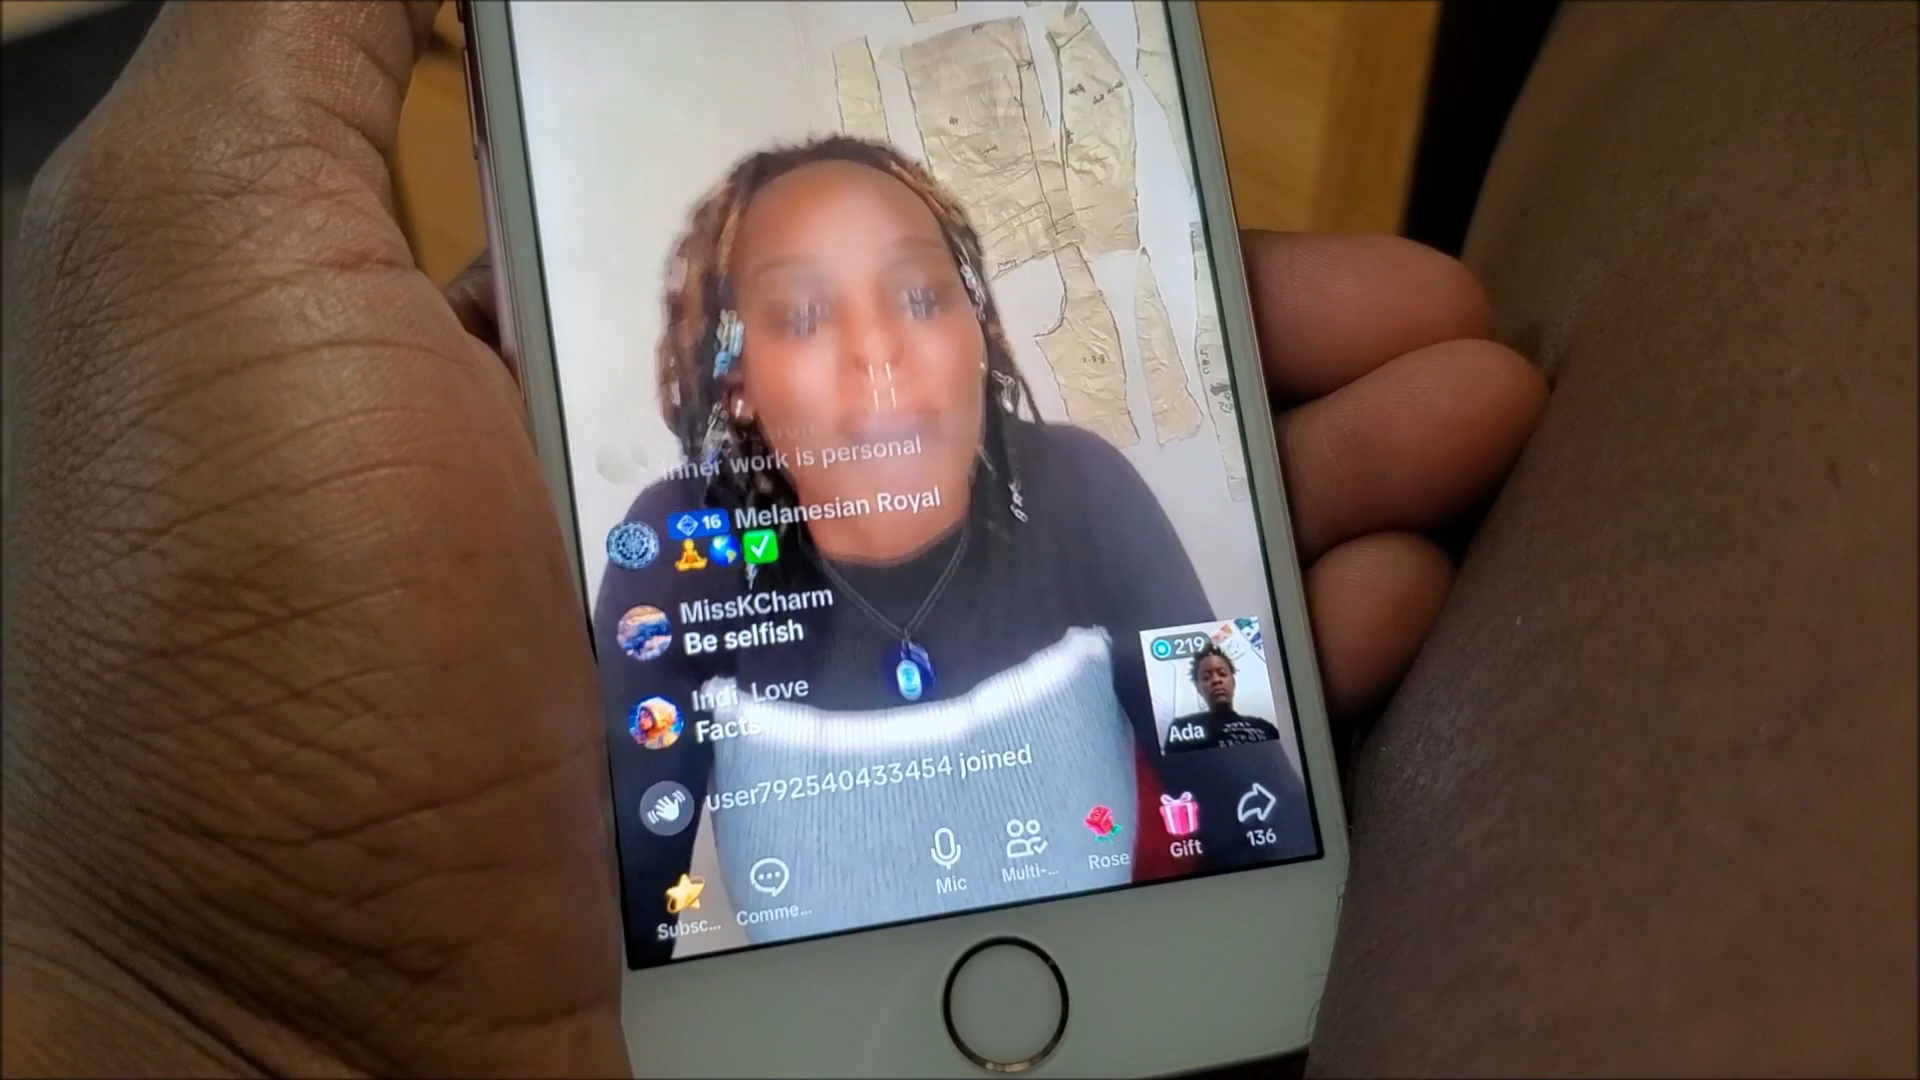 inner work is personal
16 Melanesian Royal
🧘🌎✅
MissKCharm
Be selfish
Indi_Love
Facts
user792540433454 joined
219
Ada
Subsc...
Comme...
Mic
Multi-...
Rose
Gift
136